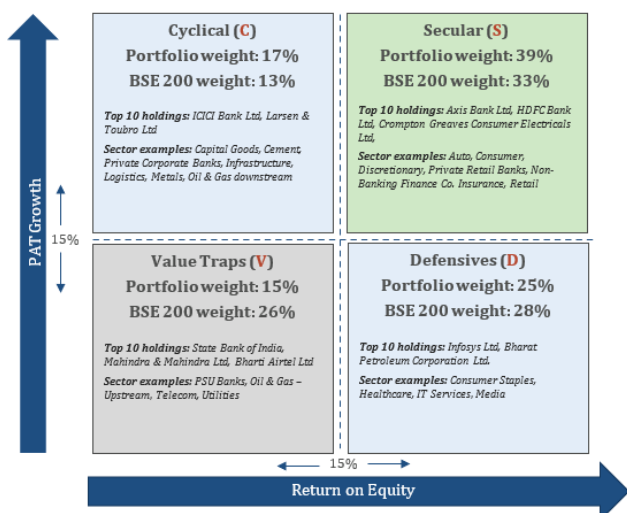 Cyclical (C)
Portfolio weight: 17%
BSE 200 weight: 13%
Top 10 holdings: ICICI Bank Ltd, Larsen &
Toubro Ltd
Sector examples: Capital Goods, Cement,
Private Corporate Banks, Infrastructure,
Logistics, Metals, Oil & Gas downstream
Secular (S)
Portfolio weight: 39%
BSE 200 weight: 33%
Top 10 holdings: Axis Bank Ltd, HDFC Bank
Ltd, Crompton Greaves Consumer Electricals
Ltd,
Sector examples: Auto, Consumer,
Discretionary, Private Retail Banks, Non-
Banking Finance Co. Insurance, Retail
PAT Growth
15%
Value Traps (V)
Portfolio weight: 15%
BSE 200 weight: 26%
Top 10 holdings: State Bank of India,
Mahindra & Mahindra Ltd, Bharti Airtel Ltd
Sector examples: PSU Banks, Oil & Gas –
Upstream, Telecom, Utilities
Defensives (D)
Portfolio weight: 25%
BSE 200 weight: 28%
Top 10 holdings: Infosys Ltd, Bharat
Petroleum Corporation Ltd.
Sector examples: Consumer Staples,
Healthcare, IT Services, Media
15%
Return on Equity